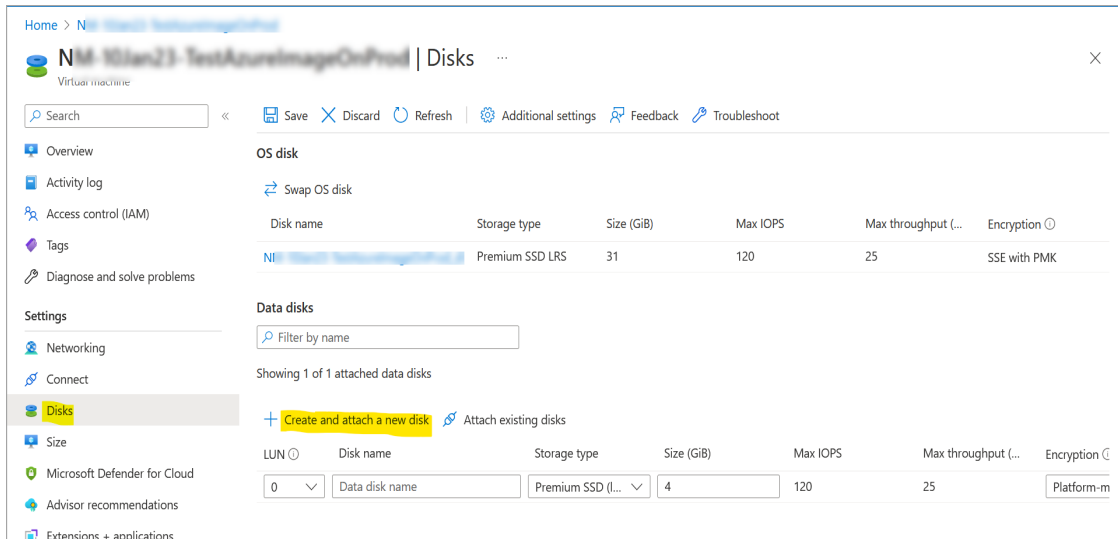 Home > N
N | Disks ...
Virtual machine
Search
«
Save Discard Refresh Additional settings Feedback Troubleshoot
Overview
Activity log
Access control (IAM)
Tags
Diagnose and solve problems
Settings
Networking
Connect
Disks
Size
Microsoft Defender for Cloud
Advisor recommendations
Extensions + applications
OS disk
Swap OS disk
Disk name Storage type Size (GiB) Max IOPS Max throughput (... Encryption
Premium SSD LRS 31 120 25 SSE with PMK
Data disks
Filter by name
Showing 1 of 1 attached data disks
Create and attach a new disk Attach existing disks
LUN Disk name Storage type Size (GiB) Max IOPS Max throughput (... Encryption
0 Data disk name Premium SSD (l... 4 120 25 Platform-m